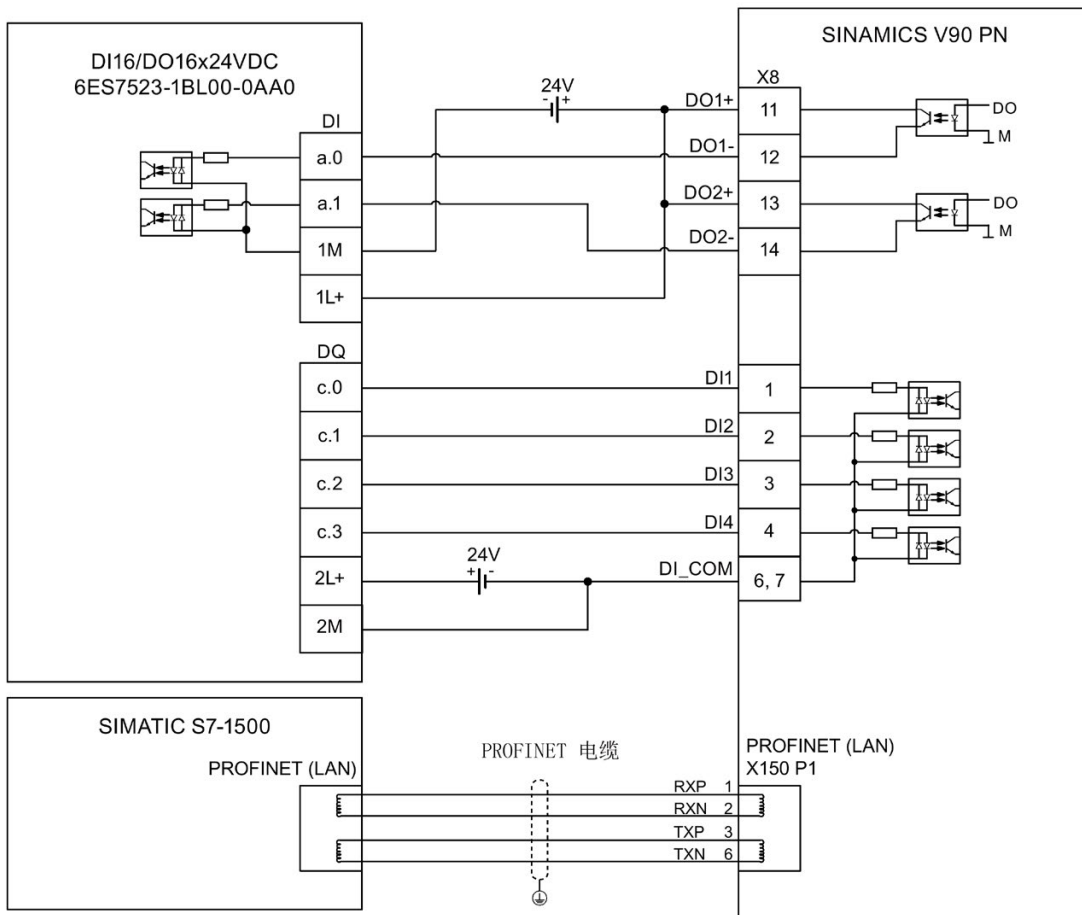 SINAMICS V90 PN
DI16/DO16x24VDC
6ES7523-1BL00-0AA0
DI
a.0
a.1
1M
1L+
24V
- +
X8
DO1+
11
DO1-
12
DO2+
13
DO2-
14
DO
M
DO
M
DQ
c.0
c.1
c.2
c.3
2L+
2M
DI1
1
DI2
2
DI3
3
DI4
4
24V
+ -
DI_COM
6, 7
SIMATIC S7-1500
PROFINET (LAN)
PROFINET 电缆
PROFINET (LAN)
X150 P1
RXP 1
RXN 2
TXP 3
TXN 6